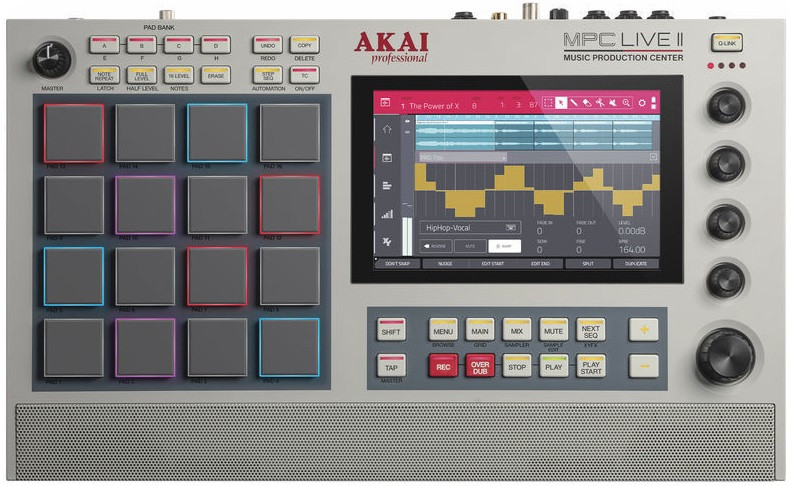 PAD BANK
A B C D
E F G H
UNDO COPY
REDO DELETE
NOTE REPEAT FULL LEVEL 16 LEVEL ERASE
STEP SEQ TC
LATCH HALF LEVEL NOTES
AUTOMATION ON/OFF
MASTER
AKAI
professional
MPC LIVE II
MUSIC PRODUCTION CENTER
Q-LINK
1 The Power of X 8 1: 3: 87
HipHop-Vocal
FADE IN FADE OUT LEVEL
0 0 0.00dB
SEMI FINE BPM
0 0 164.00
REVERSE MUTE WARP
DON'T SNAP NUDGE EDIT START EDIT END SPLIT DUPLICATE
PAD 13 PAD 14 PAD 15 PAD 16
PAD 9 PAD 10 PAD 11 PAD 12
PAD 5 PAD 6 PAD 7 PAD 8
PAD 1 PAD 2 PAD 3 PAD 4
SHIFT MENU MAIN MIX MUTE NEXT SEQ +
BROWSE GRID SAMPLER SAMPLE EDIT XYFX
TAP REC OVER DUB STOP PLAY PLAY START −
MASTER